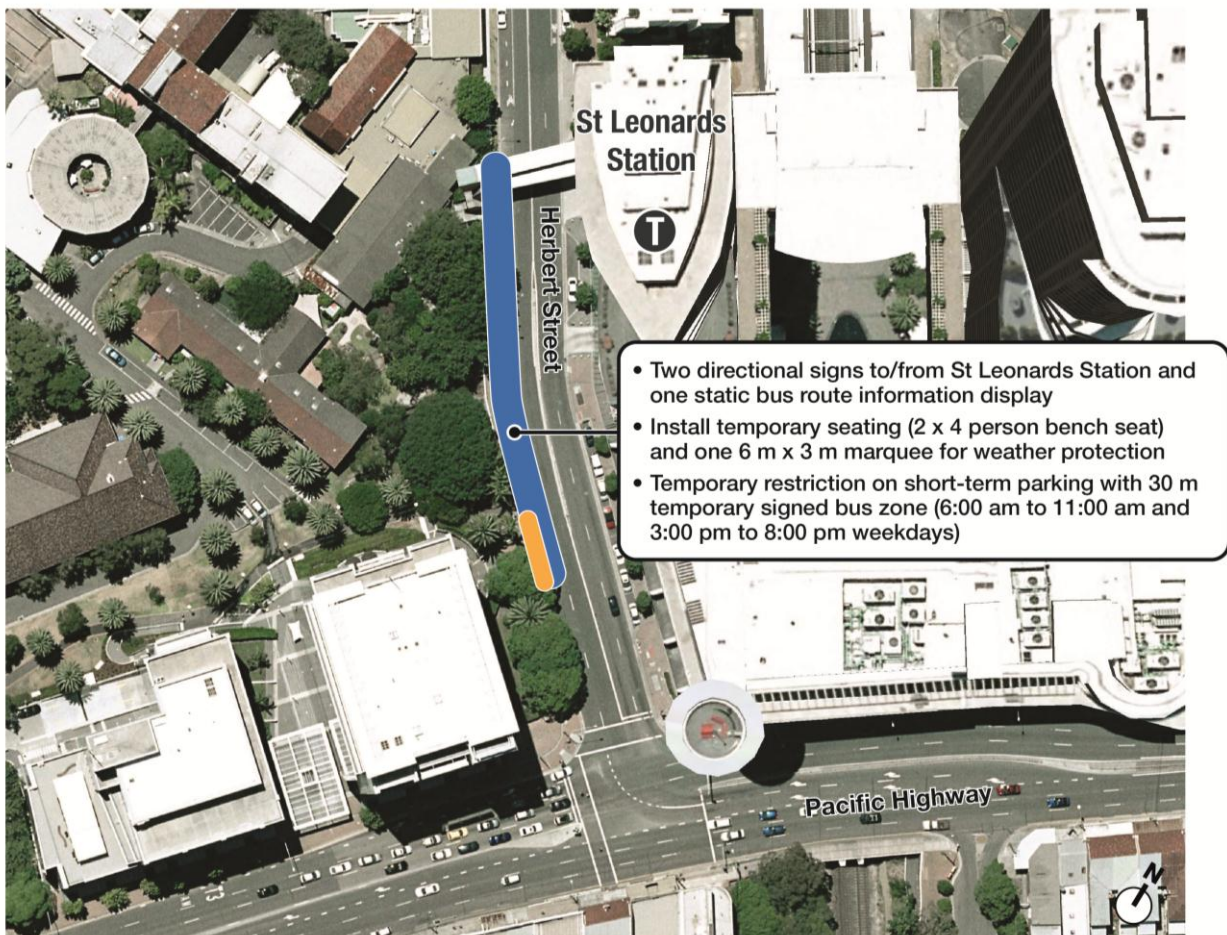 St Leonards
Station
T
Herbert Street
• Two directional signs to/from St Leonards Station and
one static bus route information display
• Install temporary seating (2 x 4 person bench seat)
and one 6 m x 3 m marquee for weather protection
• Temporary restriction on short-term parking with 30 m
temporary signed bus zone (6:00 am to 11:00 am and
3:00 pm to 8:00 pm weekdays)
Pacific Highway
N